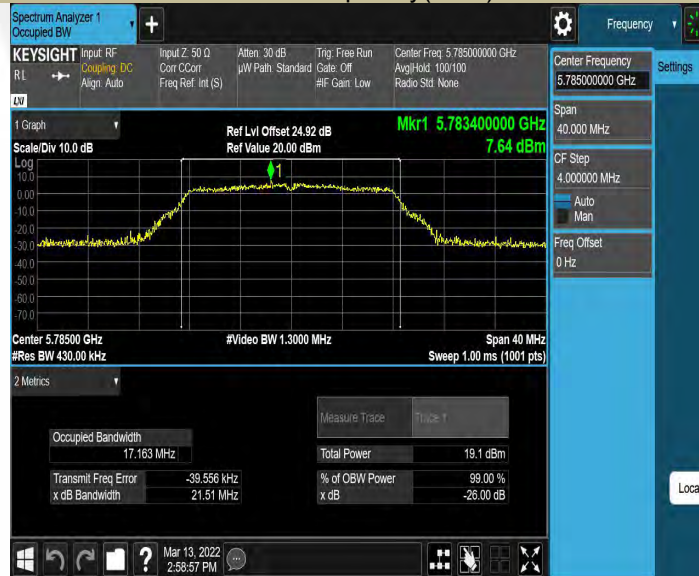 Spectrum Analyzer 1
Occupied BW
Frequency
KEYSIGHT
RL
LXI
Input: RF
Coupling: DC
Align: Auto
Input Z: 50 Ω
Corr CCorr
Freq Ref: Int (S)
Atten: 30 dB
µW Path: Standard
Trig: Free Run
Gate: Off
#IF Gain: Low
Center Freq: 5.785000000 GHz
Avg|Hold: 100/100
Radio Std: None
Center Frequency
5.785000000 GHz
Settings
Span
40.000 MHz
CF Step
4.000000 MHz
Auto
Man
Freq Offset
0 Hz
1 Graph
Scale/Div 10.0 dB
Ref Lvl Offset 24.92 dB
Ref Value 20.00 dBm
Mkr1 5.783400000 GHz
7.64 dBm
Log
10.0
0.00
-10.0
-20.0
-30.0
-40.0
-50.0
-60.0
-70.0
1
Center 5.78500 GHz
#Video BW 1.3000 MHz
Span 40 MHz
#Res BW 430.00 kHz
Sweep 1.00 ms (1001 pts)
2 Metrics
Measure Trace
Trace 1
Occupied Bandwidth
17.163 MHz
Total Power
19.1 dBm
Transmit Freq Error
-39.556 kHz
% of OBW Power
99.00 %
x dB Bandwidth
21.51 MHz
x dB
-26.00 dB
Loca
?
Mar 13, 2022
2:58:57 PM